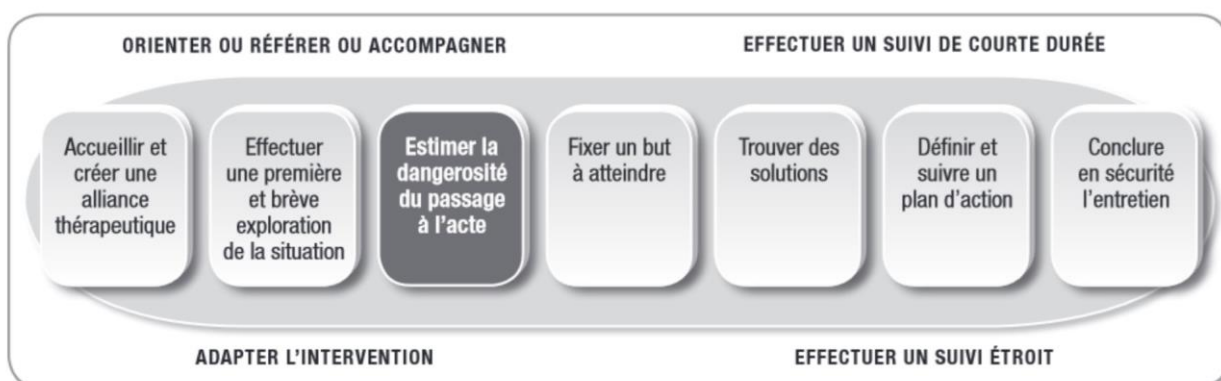 ORIENTER OU RÉFÉRER OU ACCOMPAGNER
EFFECTUER UN SUIVI DE COURTE DURÉE
Accueillir et
créer une
alliance
thérapeutique
Effectuer
une première
et brève
exploration
de la situation
Estimer la
dangerosité
du passage
à l’acte
Fixer un but
à atteindre
Trouver des
solutions
Définir et
suivre un
plan d’action
Conclure
en sécurité
l’entretien
ADAPTER L’INTERVENTION
EFFECTUER UN SUIVI ÉTROIT